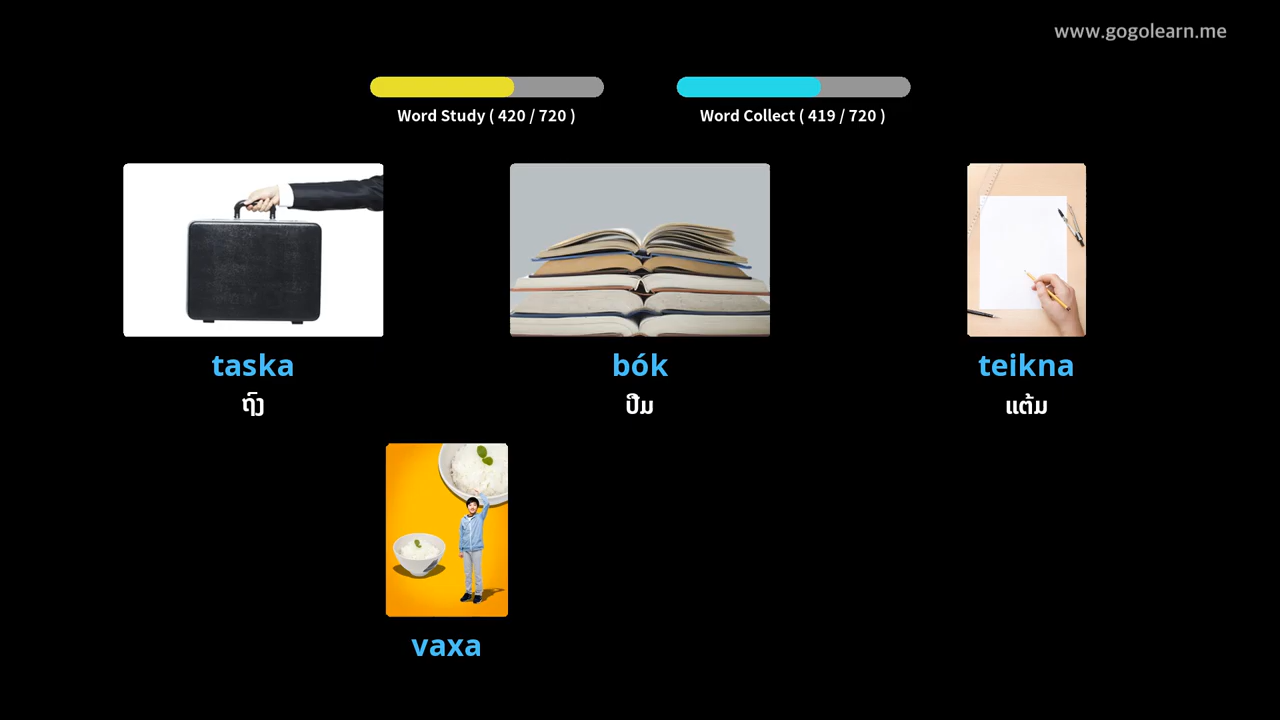 www.gogolearn.me
Word Study ( 420 / 720 )
Word Collect ( 419 / 720 )
taska
bók
teikna
ຖົງ
ປື້ມ
ແຕ້ມ
vaxa